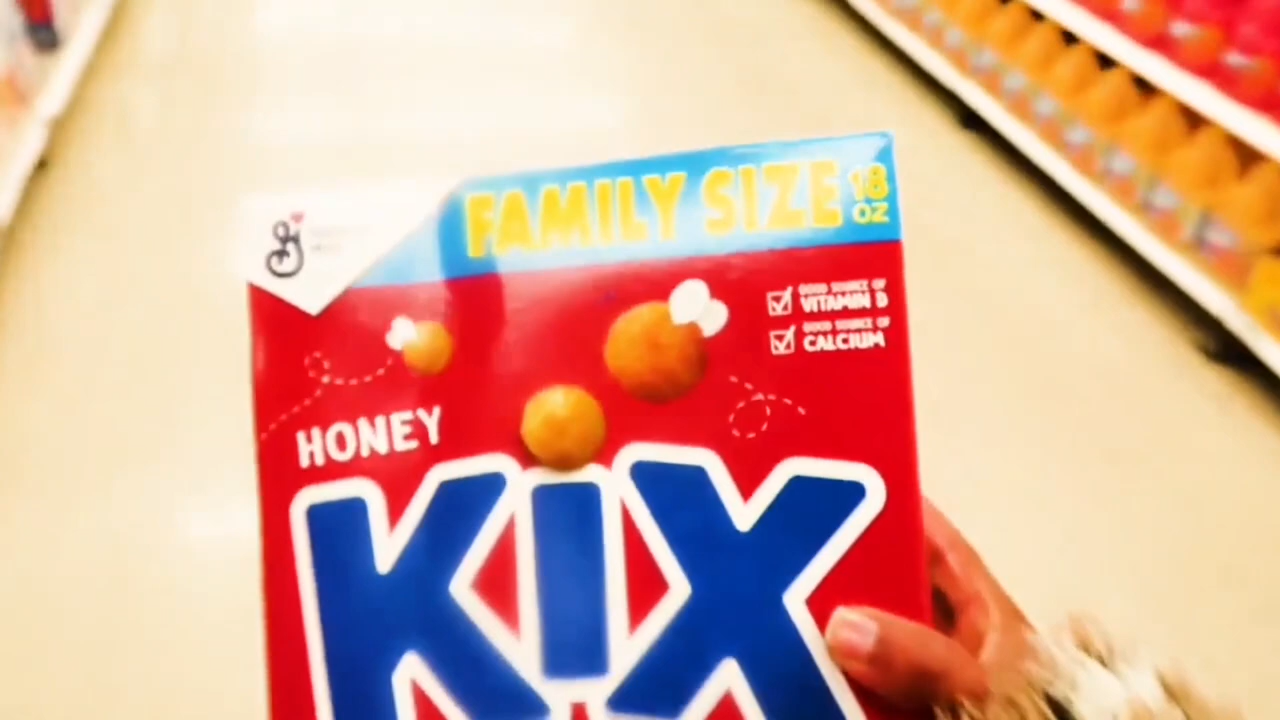 FAMILY SIZE 18 OZ
GOOD SOURCE OF
VITAMIN D
GOOD SOURCE OF
CALCIUM
HONEY
KIX